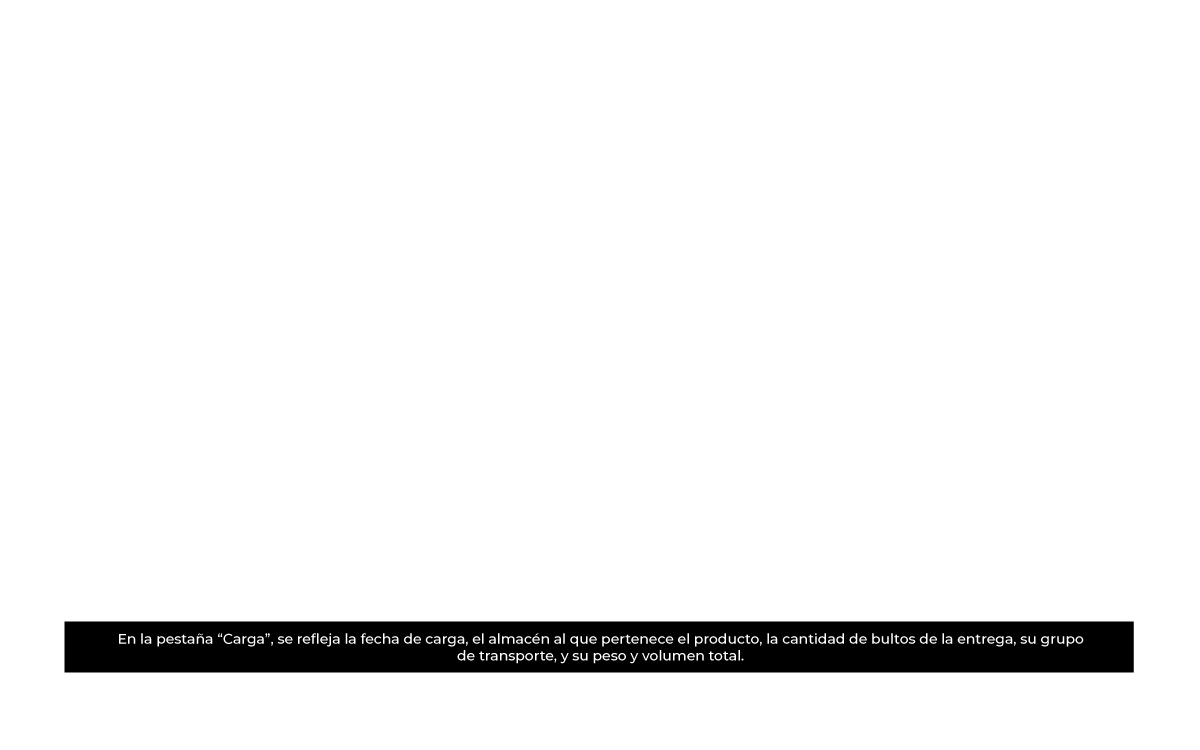 En la pestaña “Carga”, se refleja la fecha de carga, el almacén al que pertenece el producto, la cantidad de bultos de la entrega, su grupo
de transporte, y su peso y volumen total.